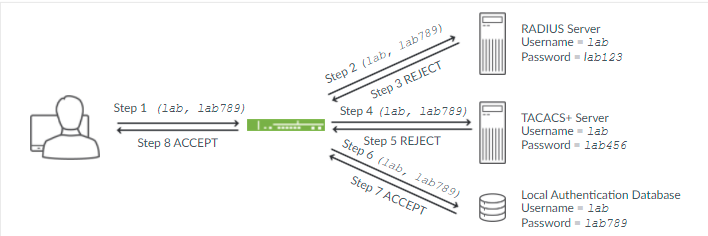 RADIUS Server
Username = lab
Password = lab123
Step 2 (lab, lab789)
Step 3 REJECT
Step 1 (lab, lab789)
Step 8 ACCEPT
Step 4 (lab, lab789)
Step 5 REJECT
TACACS+ Server
Username = lab
Password = lab456
Step 6 (lab, lab789)
Step 7 ACCEPT
Local Authentication Database
Username = lab
Password = lab789